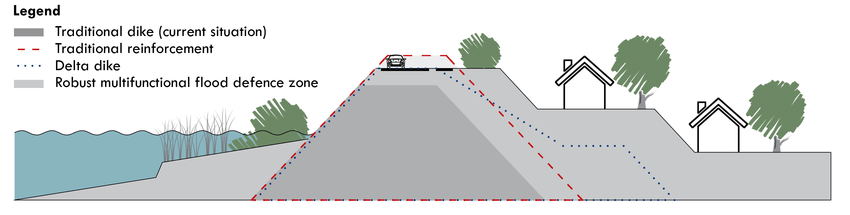 Legend
Traditional dike (current situation)
Traditional reinforcement
Delta dike
Robust multifunctional flood defence zone